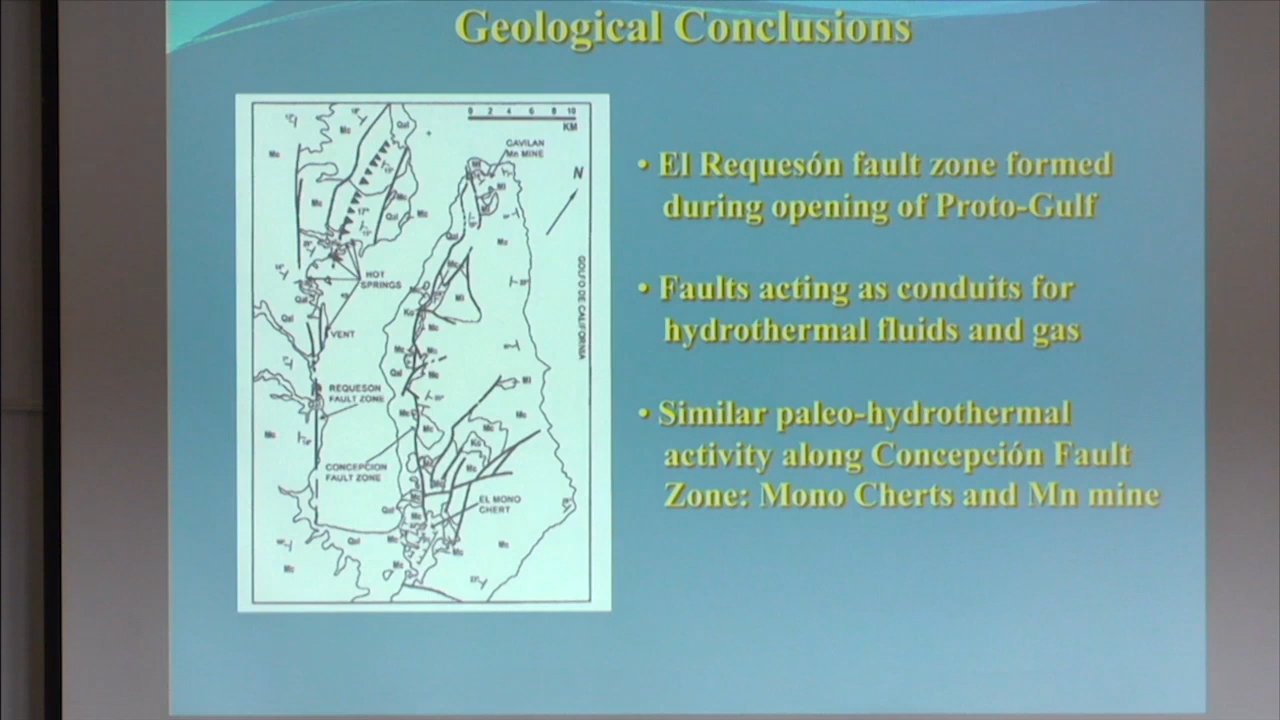 Geological Conclusions
• El Requesón fault zone formed
during opening of Proto-Gulf
• Faults acting as conduits for
hydrothermal fluids and gas
• Similar paleo-hydrothermal
activity along Concepción Fault
Zone: Mono Cherts and Mn mine
0 2 4 6 8 10
KM
GAVILAN
Mn MINE
N
GOLFO DE CALIFORNIA
HOT
SPRINGS
VENT
REQUESON
FAULT ZONE
CONCEPCION
FAULT ZONE
EL MONO
CHERT